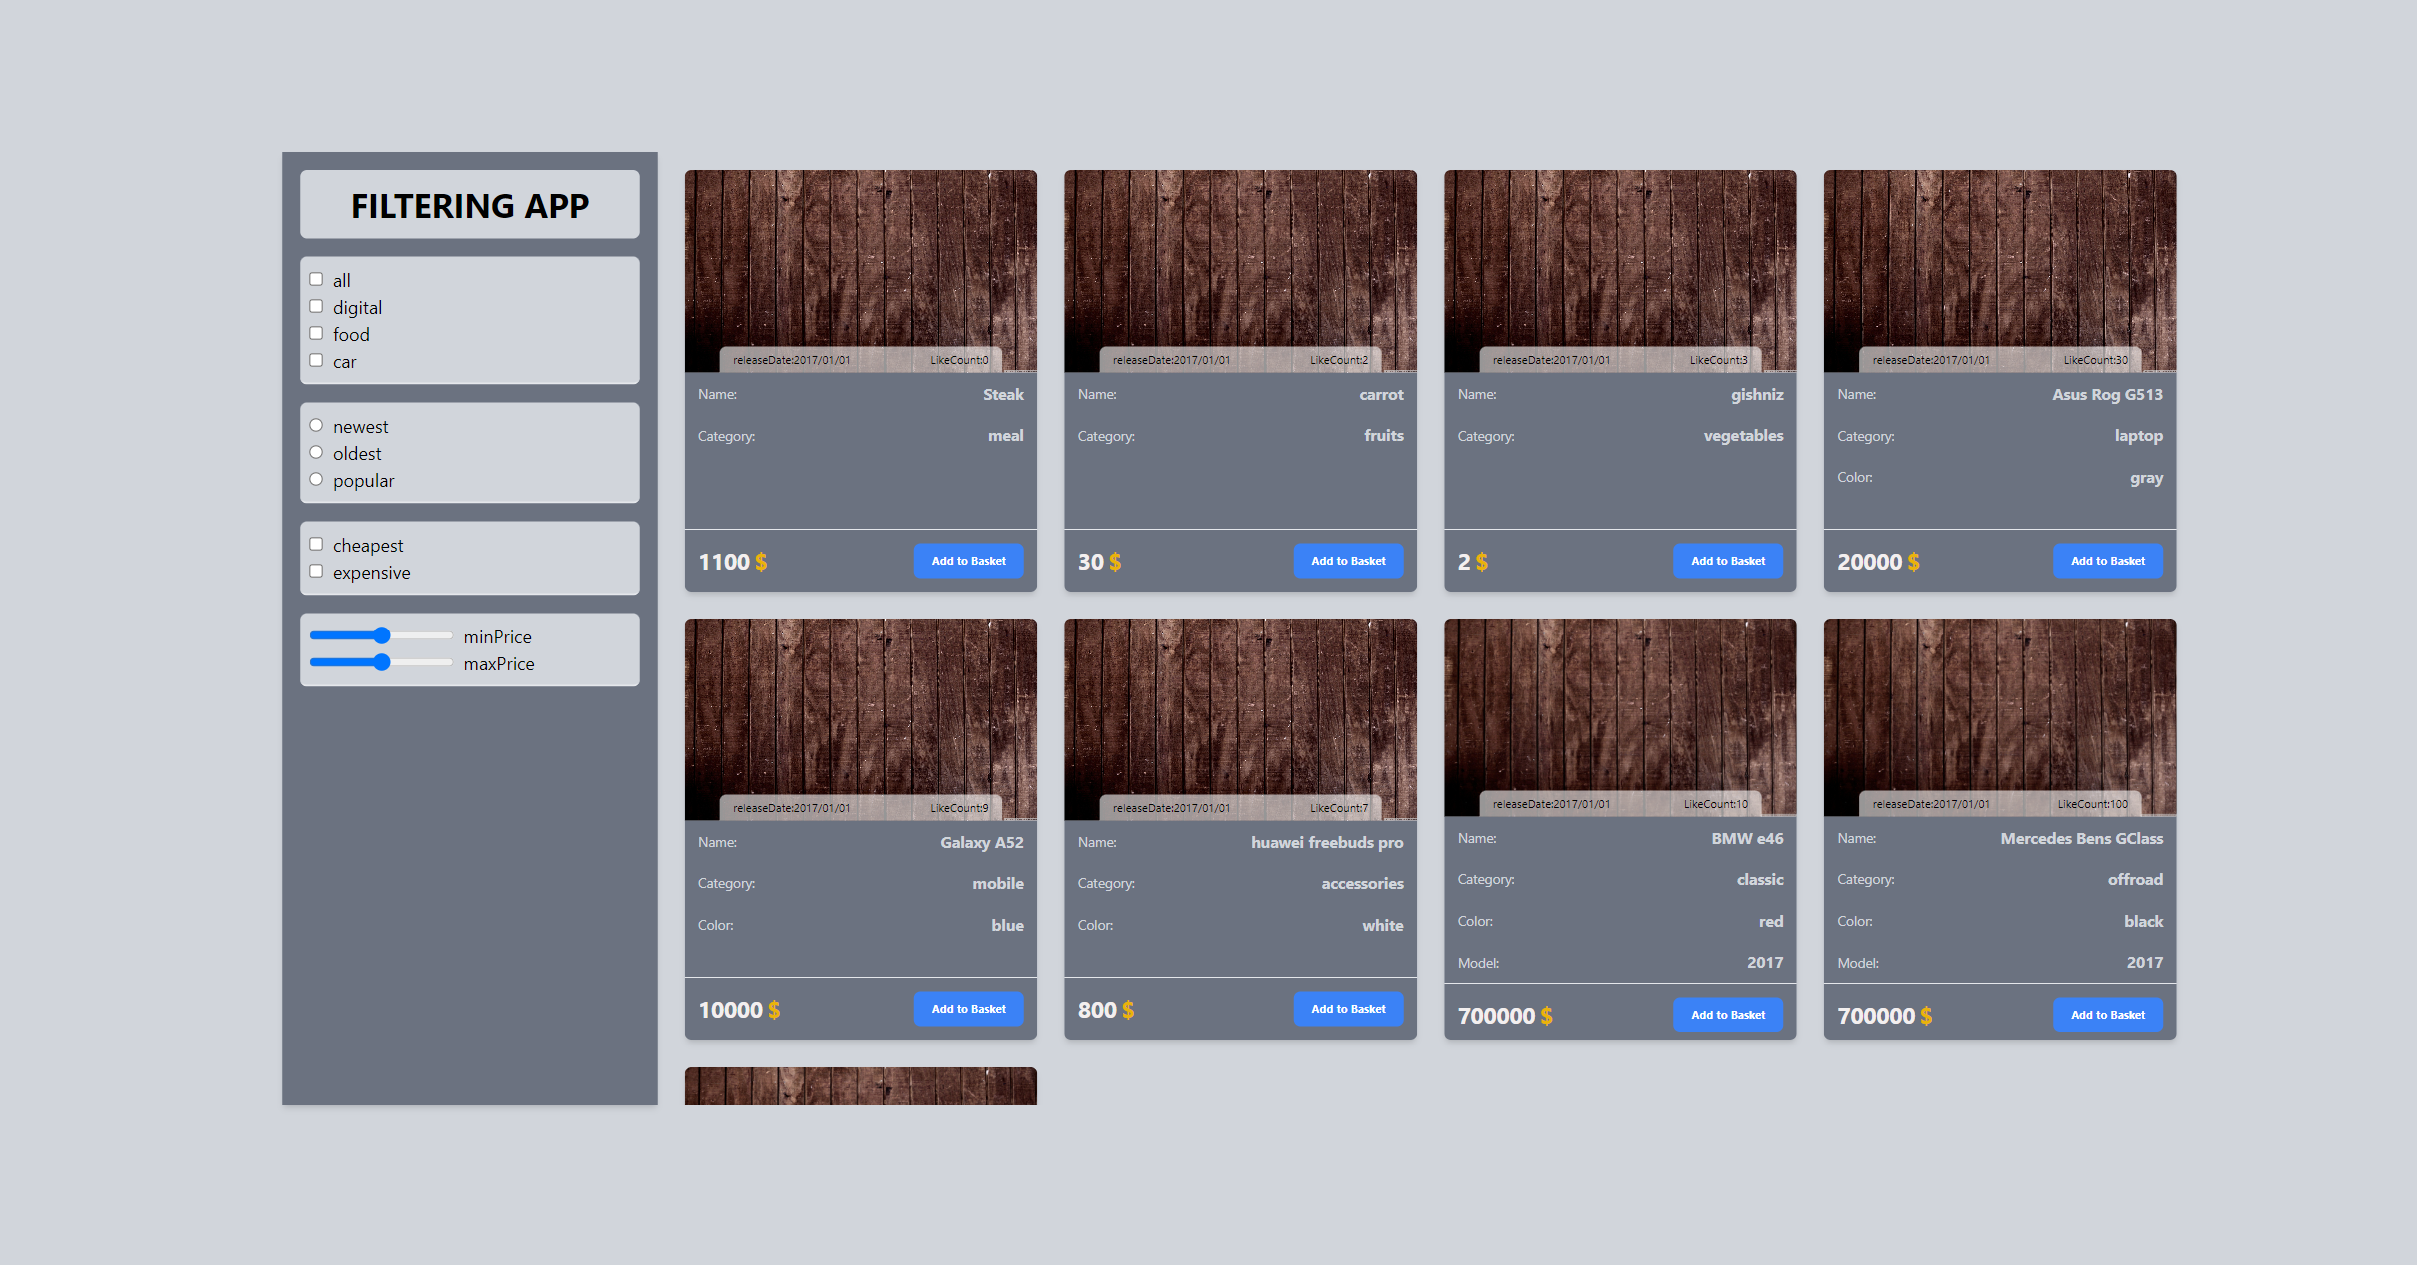 FILTERING APP
all
digital
food
car
newest
oldest
popular
cheapest
expensive
minPrice
maxPrice
releaseDate:2017/01/01 LikeCount:0
Name: Steak
Category: meal
1100 $ Add to Basket
releaseDate:2017/01/01 LikeCount:2
Name: carrot
Category: fruits
30 $ Add to Basket
releaseDate:2017/01/01 LikeCount:3
Name: gishniz
Category: vegetables
2 $ Add to Basket
releaseDate:2017/01/01 LikeCount:30
Name: Asus Rog G513
Category: laptop
Color: gray
20000 $ Add to Basket
releaseDate:2017/01/01 LikeCount:9
Name: Galaxy A52
Category: mobile
Color: blue
10000 $ Add to Basket
releaseDate:2017/01/01 LikeCount:7
Name: huawei freebuds pro
Category: accessories
Color: white
800 $ Add to Basket
releaseDate:2017/01/01 LikeCount:10
Name: BMW e46
Category: classic
Color: red
Model: 2017
700000 $ Add to Basket
releaseDate:2017/01/01 LikeCount:100
Name: Mercedes Bens GClass
Category: offroad
Color: black
Model: 2017
700000 $ Add to Basket